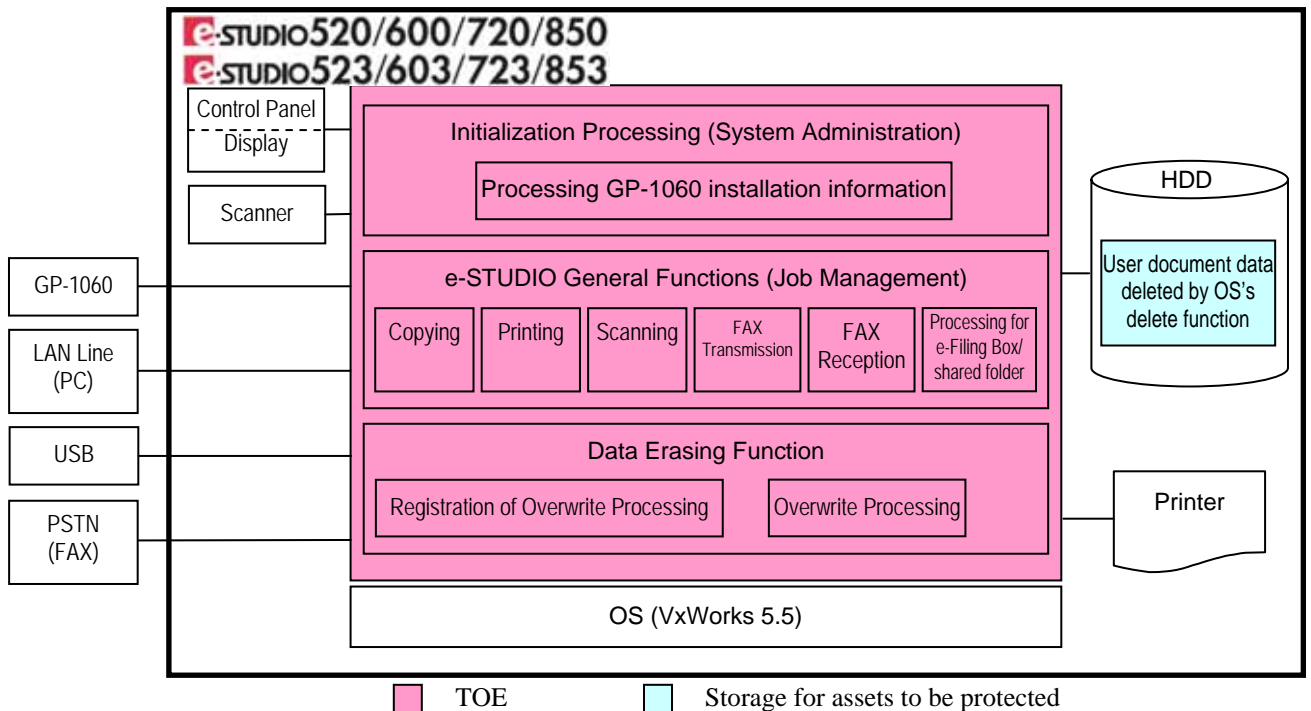 e-STUDIO520/600/720/850
e-STUDIO523/603/723/853
Control Panel
Display
Scanner
GP-1060
LAN Line
(PC)
USB
PSTN
(FAX)
Initialization Processing (System Administration)
Processing GP-1060 installation information
e-STUDIO General Functions (Job Management)
Copying
Printing
Scanning
FAX
Transmission
FAX
Reception
Processing for
e-Filing Box/
shared folder
Data Erasing Function
Registration of Overwrite Processing
Overwrite Processing
OS (VxWorks 5.5)
HDD
User document data
deleted by OS's
delete function
Printer
TOE
Storage for assets to be protected